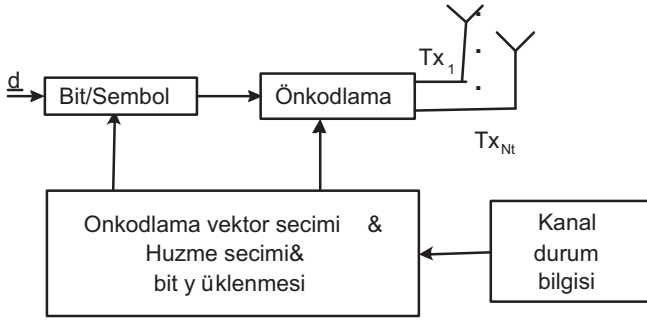 d
Bit/Sembol
Önkodlama
Tx1
TxNt
Onkodlama vektor secimi &
Huzme secimi&
bit y üklenmesi
Kanal
durum
bilgisi